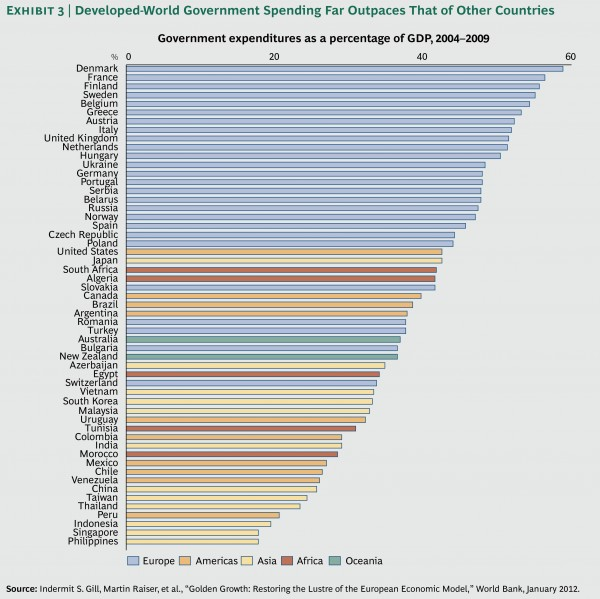 EXHIBIT 3 | Developed-World Government Spending Far Outpaces That of Other Countries
Government expenditures as a percentage of GDP, 2004–2009
% 0 20 40 60
Denmark
France
Finland
Sweden
Belgium
Greece
Austria
Italy
United Kingdom
Netherlands
Hungary
Ukraine
Germany
Portugal
Serbia
Belarus
Russia
Norway
Spain
Czech Republic
Poland
United States
Japan
South Africa
Algeria
Slovakia
Canada
Brazil
Argentina
Romania
Turkey
Australia
Bulgaria
New Zealand
Azerbaijan
Egypt
Switzerland
Vietnam
South Korea
Malaysia
Uruguay
Tunisia
Colombia
India
Morocco
Mexico
Chile
Venezuela
China
Taiwan
Thailand
Peru
Indonesia
Singapore
Philippines
Europe Americas Asia Africa Oceania
Source: Indermit S. Gill, Martin Raiser, et al., “Golden Growth: Restoring the Lustre of the European Economic Model,” World Bank, January 2012.